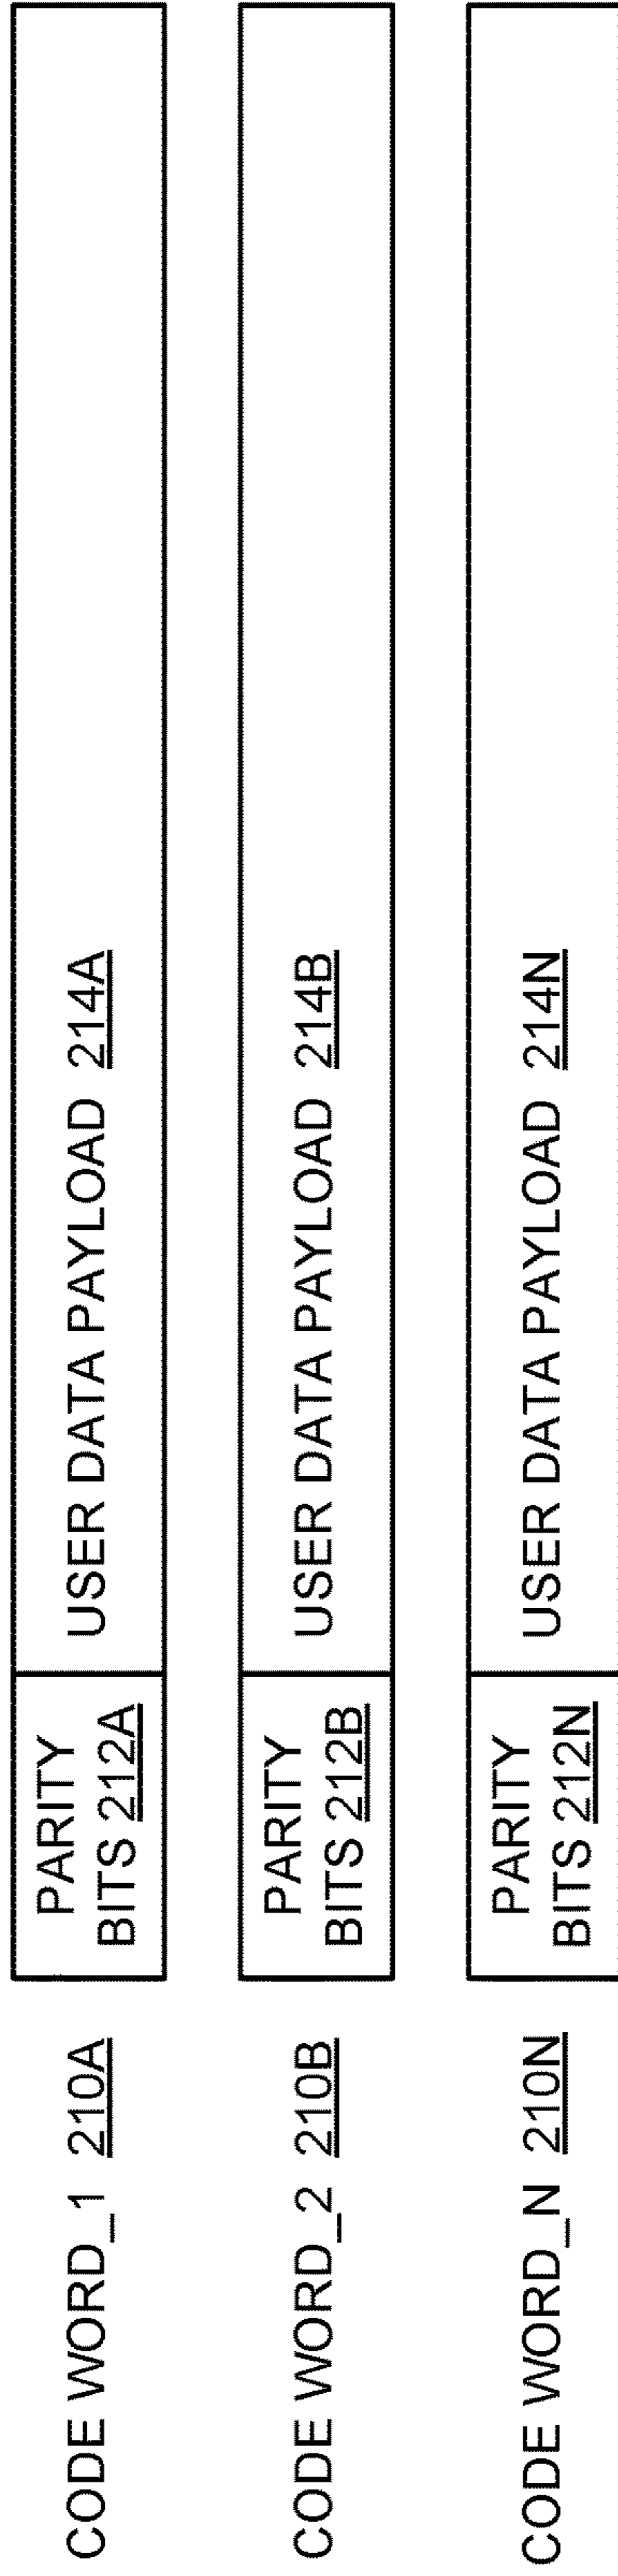 CODE WORD_1 210A
PARITY
BITS 212A
USER DATA PAYLOAD 214A
CODE WORD_2 210B
PARITY
BITS 212B
USER DATA PAYLOAD 214B
CODE WORD_N 210N
PARITY
BITS 212N
USER DATA PAYLOAD 214N